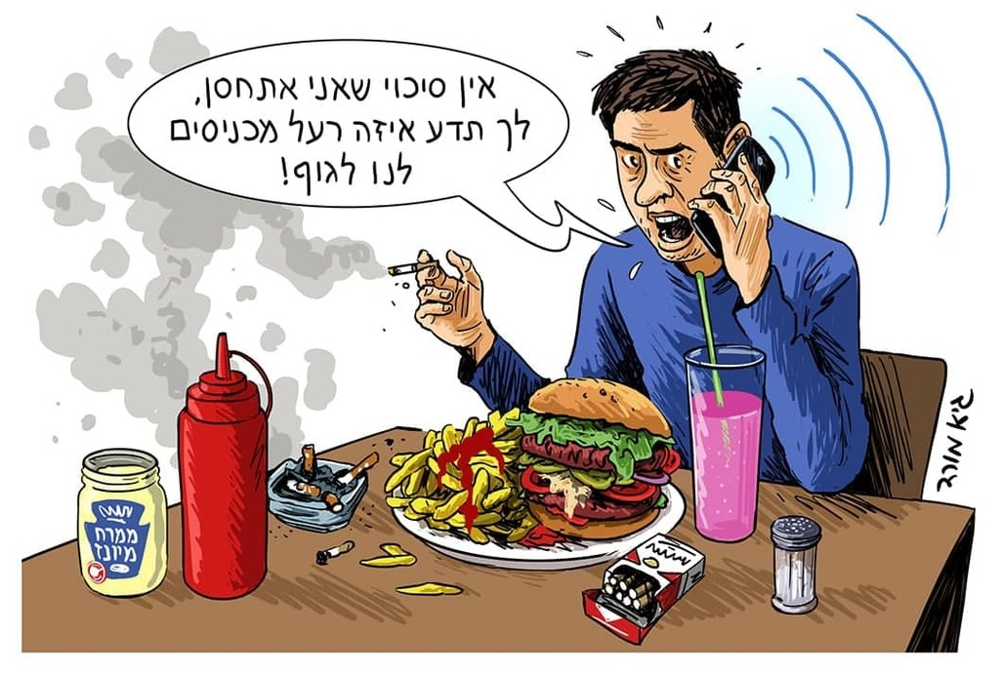 אין סיכוי שאני אתחסן,
לך תדע איזה רעל מכניסים
לנו לגוף!
ממרח
מיונז
גיא מורג